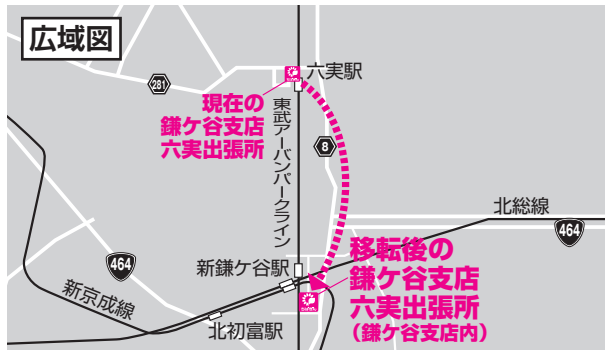 広域図
六実駅
281
現在の
鎌ケ谷支店
六実出張所
東武アーバンパークライン
8
北総線
464
464
新鎌ケ谷駅
移転後の
鎌ケ谷支店
六実出張所
(鎌ケ谷支店内)
新京成線
北初富駅